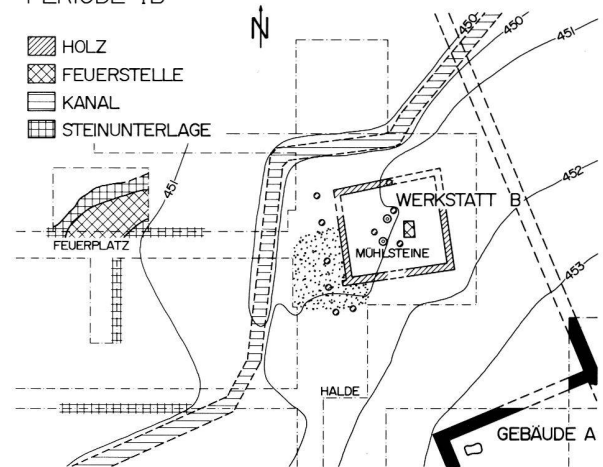 PERIODE 1B
N
HOLZ
FEUERSTELLE
KANAL
STEINUNTERLAGE
450
450
451
452
453
451
WERKSTATT B
MÜHLSTEINE
FEUERPLATZ
HALDE
GEBÄUDE A